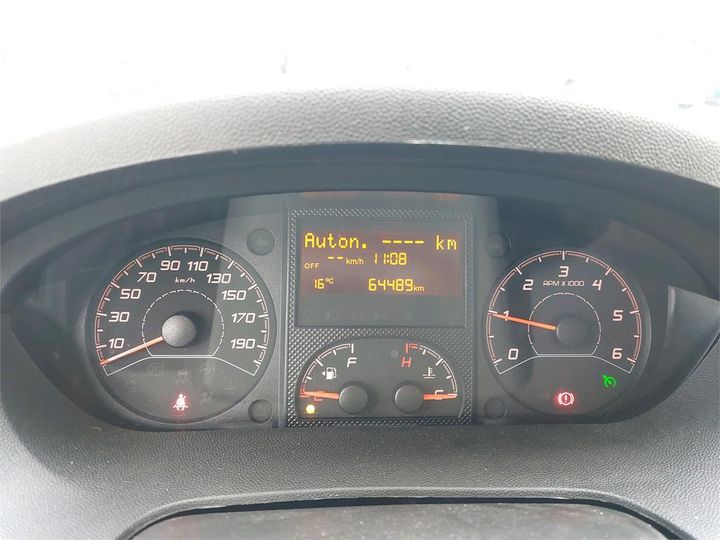 Auton. ---- km
OFF -- km/h 11:08
16°C 64489km
10 30 50 70 90 110 130 150 170 190
km/h
F
E
H
C
0 1 2 3 4 5 6
RPM X 1000